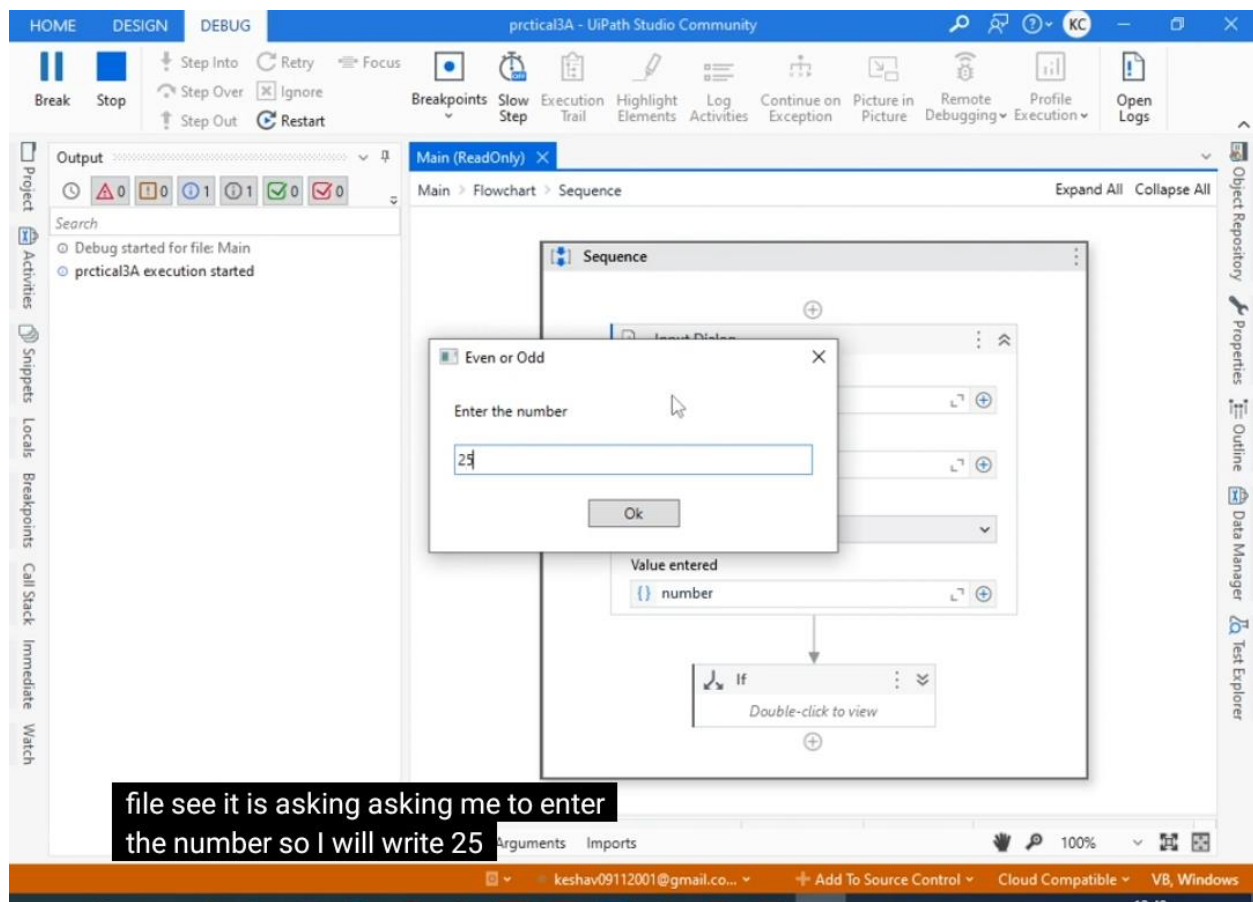 HOME DESIGN DEBUG prctical3A - UiPath Studio Community KC
Break Stop Step Into Retry Focus
Step Over Ignore
Step Out Restart
Breakpoints Slow Step Execution Trail Highlight Elements Log Activities Continue on Exception Picture in Picture Remote Debugging Profile Execution Open Logs
Project
Activities
Snippets
Locals
Breakpoints
Call Stack
Immediate
Watch
Output
0 0 1 1 0 0
Search
Debug started for file: Main
prctical3A execution started
Main (ReadOnly)
Main > Flowchart > Sequence Expand All Collapse All
Sequence
Input Dialog
Even or Odd
Enter the number
25
Ok
Value entered
{} number
If
Double-click to view
Object Repository
Properties
Outline
Data Manager
Test Explorer
file see it is asking asking me to enter
the number so I will write 25
Arguments Imports 100%
keshav09112001@gmail.co... Add To Source Control Cloud Compatible VB, Windows